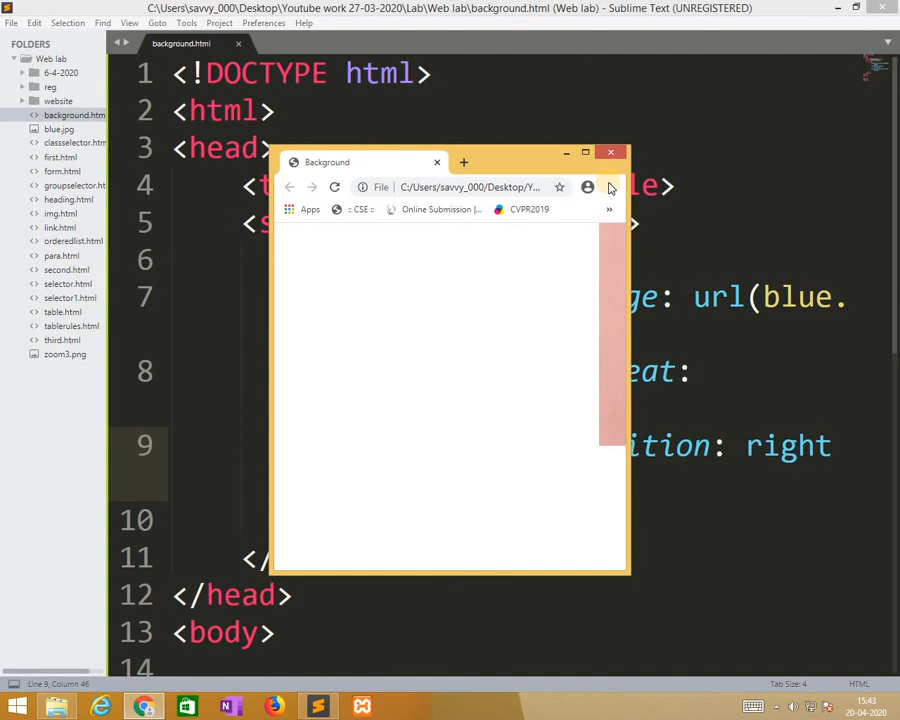 C:\Users\savvy_000\Desktop\Youtube work 27-03-2020\Lab\Web lab\background.html (Web lab) - Sublime Text (UNREGISTERED)
File Edit Selection Find View Goto Tools Project Preferences Help
FOLDERS
Web lab
6-4-2020
reg
website
background.htm
blue.jpg
classselector.htm
first.html
form.html
groupselector.htm
heading.html
img.html
link.html
orderedlist.html
para.html
second.html
selector.html
selector1.html
table.html
tablerules.html
third.html
zoom3.png
background.html
1 <!DOCTYPE html>
2 <html>
3 <head>
4 <t le>
5 <s >
6
7 ge: url(blue.
8 eat:
9 ition: right
10
11 </
12 </head>
13 <body>
14
Background
File C:/Users/savvy_000/Desktop/Y...
Apps :: CSE :: Online Submission |... CVPR2019 »
Line 9, Column 46
Tab Size: 4
HTML
15:43
20-04-2020